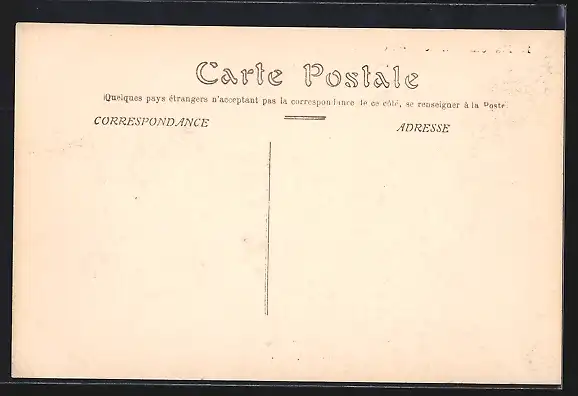 Carte Postale
(Quelques pays étrangers n'acceptant pas la correspondance de ce côté, se renseigner à la Poste)
CORRESPONDANCE
ADRESSE